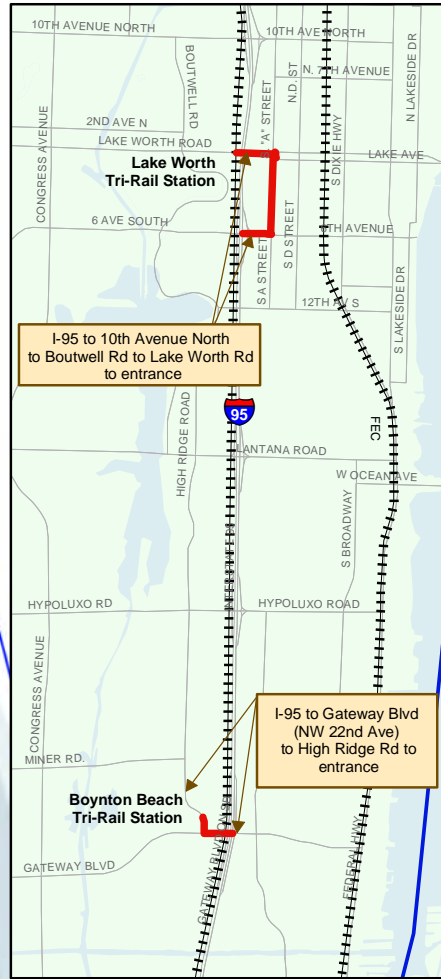 10TH AVENUE NORTH
10TH AVE NORTH
BOUTWELL RD
N.D. ST
N. 7TH AVENUE
N LAKESIDE DR
CONGRESS AVENUE
2ND AVE N
LAKE WORTH ROAD
"A" STREET
S DIXIE HWY
LAKE AVE
Lake Worth
Tri-Rail Station
6 AVE SOUTH
6TH AVENUE
S A STREET
S D STREET
12TH AV S
S LAKESIDE DR
I-95 to 10th Avenue North
to Boutwell Rd to Lake Worth Rd
to entrance
95
FEC
HIGH RIDGE ROAD
LANTANA ROAD
W OCEAN AVE
S BROADWAY
HYPOLUXO RD
HYPOLUXO ROAD
CONGRESS AVENUE
I-95 to Gateway Blvd
(NW 22nd Ave)
to High Ridge Rd to
entrance
MINER RD.
Boynton Beach
Tri-Rail Station
GATEWAY BLVD
GATEWAY BLVD
FEDERAL HWY